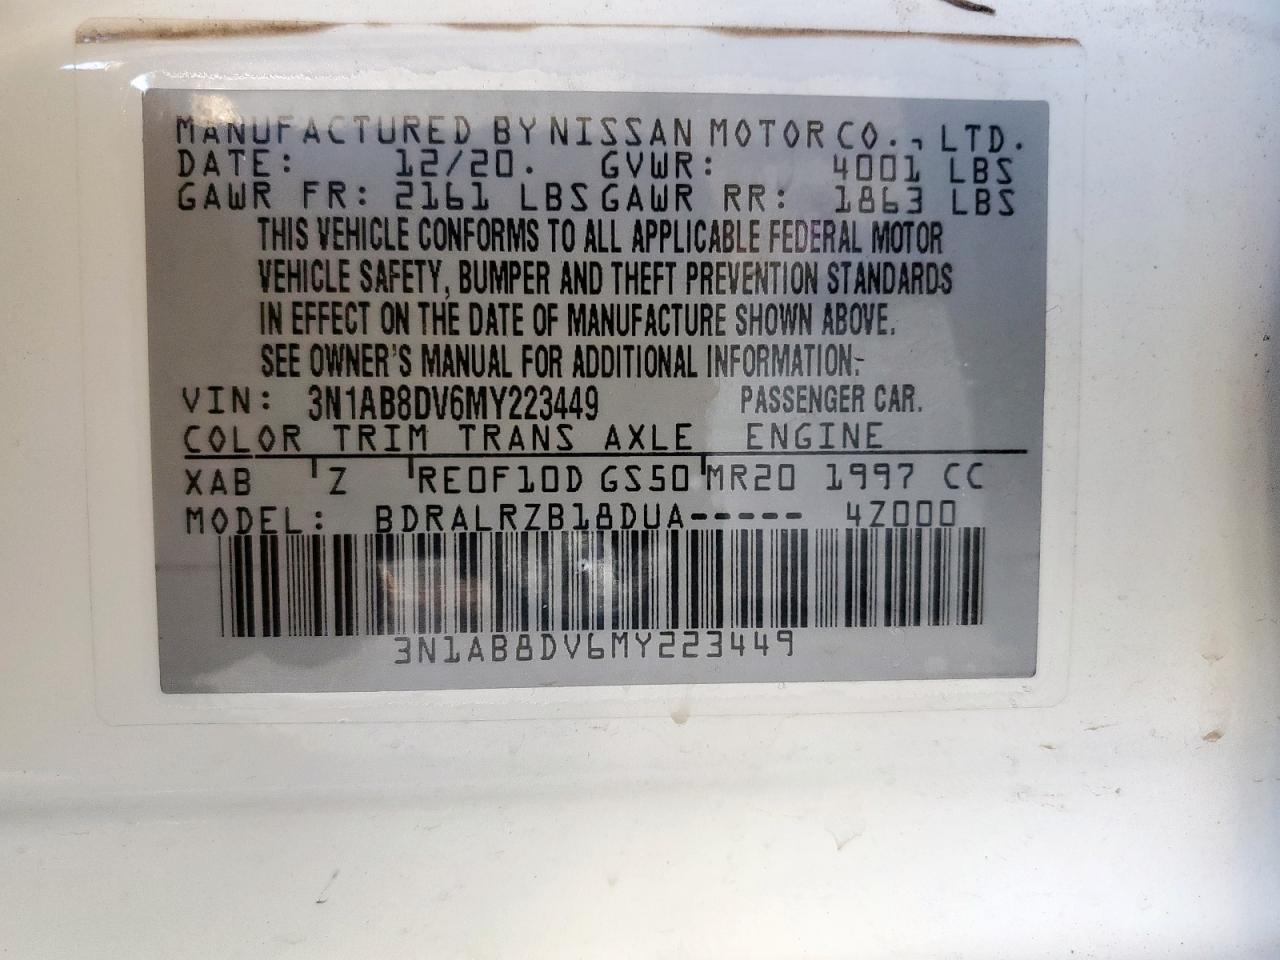 MANUFACTURED BY NISSAN MOTOR CO., LTD.
DATE: 12/20. GVWR: 4001 LBS
GAWR FR: 2161 LBS GAWR RR: 1863 LBS
THIS VEHICLE CONFORMS TO ALL APPLICABLE FEDERAL MOTOR
VEHICLE SAFETY, BUMPER AND THEFT PREVENTION STANDARDS
IN EFFECT ON THE DATE OF MANUFACTURE SHOWN ABOVE.
SEE OWNER'S MANUAL FOR ADDITIONAL INFORMATION:-
VIN: 3N1AB8DV6MY223449 PASSENGER CAR.
COLOR TRIM TRANS AXLE ENGINE
XAB Z RE0F10D GS50 MR20 1997 CC
MODEL: BDRALRZB18DUA----- 4Z000
3N1AB8DV6MY223449